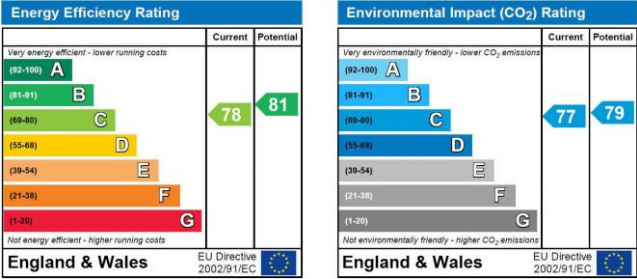 Energy Efficiency Rating
Current Potential
Very energy efficient - lower running costs
(92-100) A
(81-91) B
(69-80) C
78
81
(55-68) D
(39-54) E
(21-38) F
(1-20) G
Not energy efficient - higher running costs
England & Wales
EU Directive
2002/91/EC
Environmental Impact (CO₂) Rating
Current Potential
Very environmentally friendly - lower CO₂ emissions
(92-100) A
(81-91) B
(69-80) C
77
79
(55-68) D
(39-54) E
(21-38) F
(1-20) G
Not environmentally friendly - higher CO₂ emissions
England & Wales
EU Directive
2002/91/EC